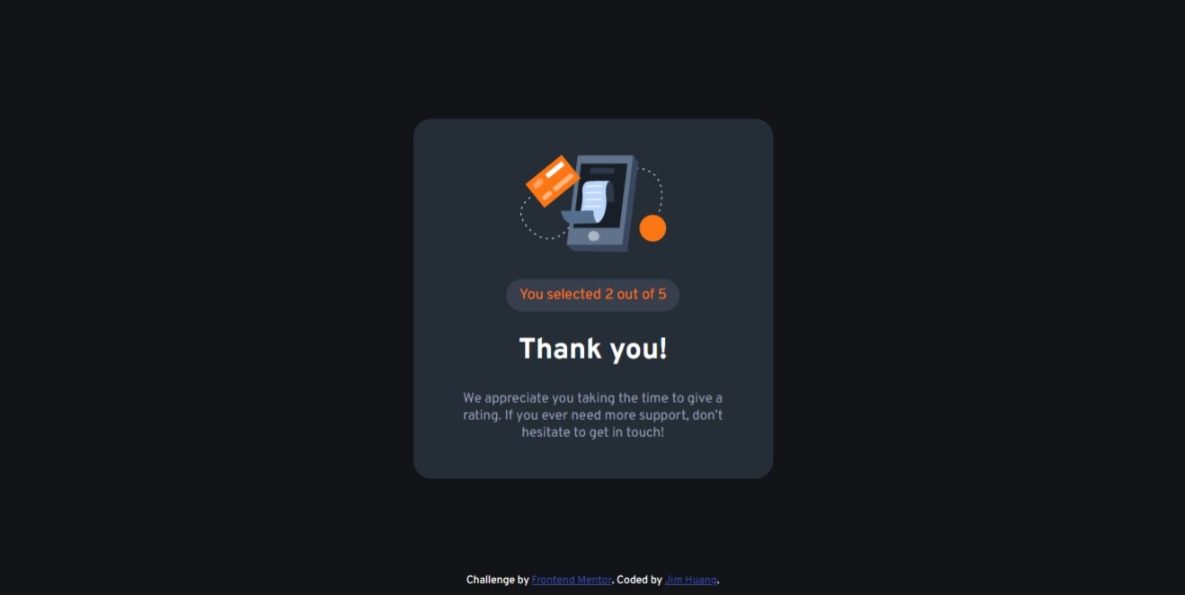 You selected 2 out of 5
Thank you!
We appreciate you taking the time to give a
rating. If you ever need more support, don't
hesitate to get in touch!
Challenge by Frontend Mentor. Coded by Jim Huang.